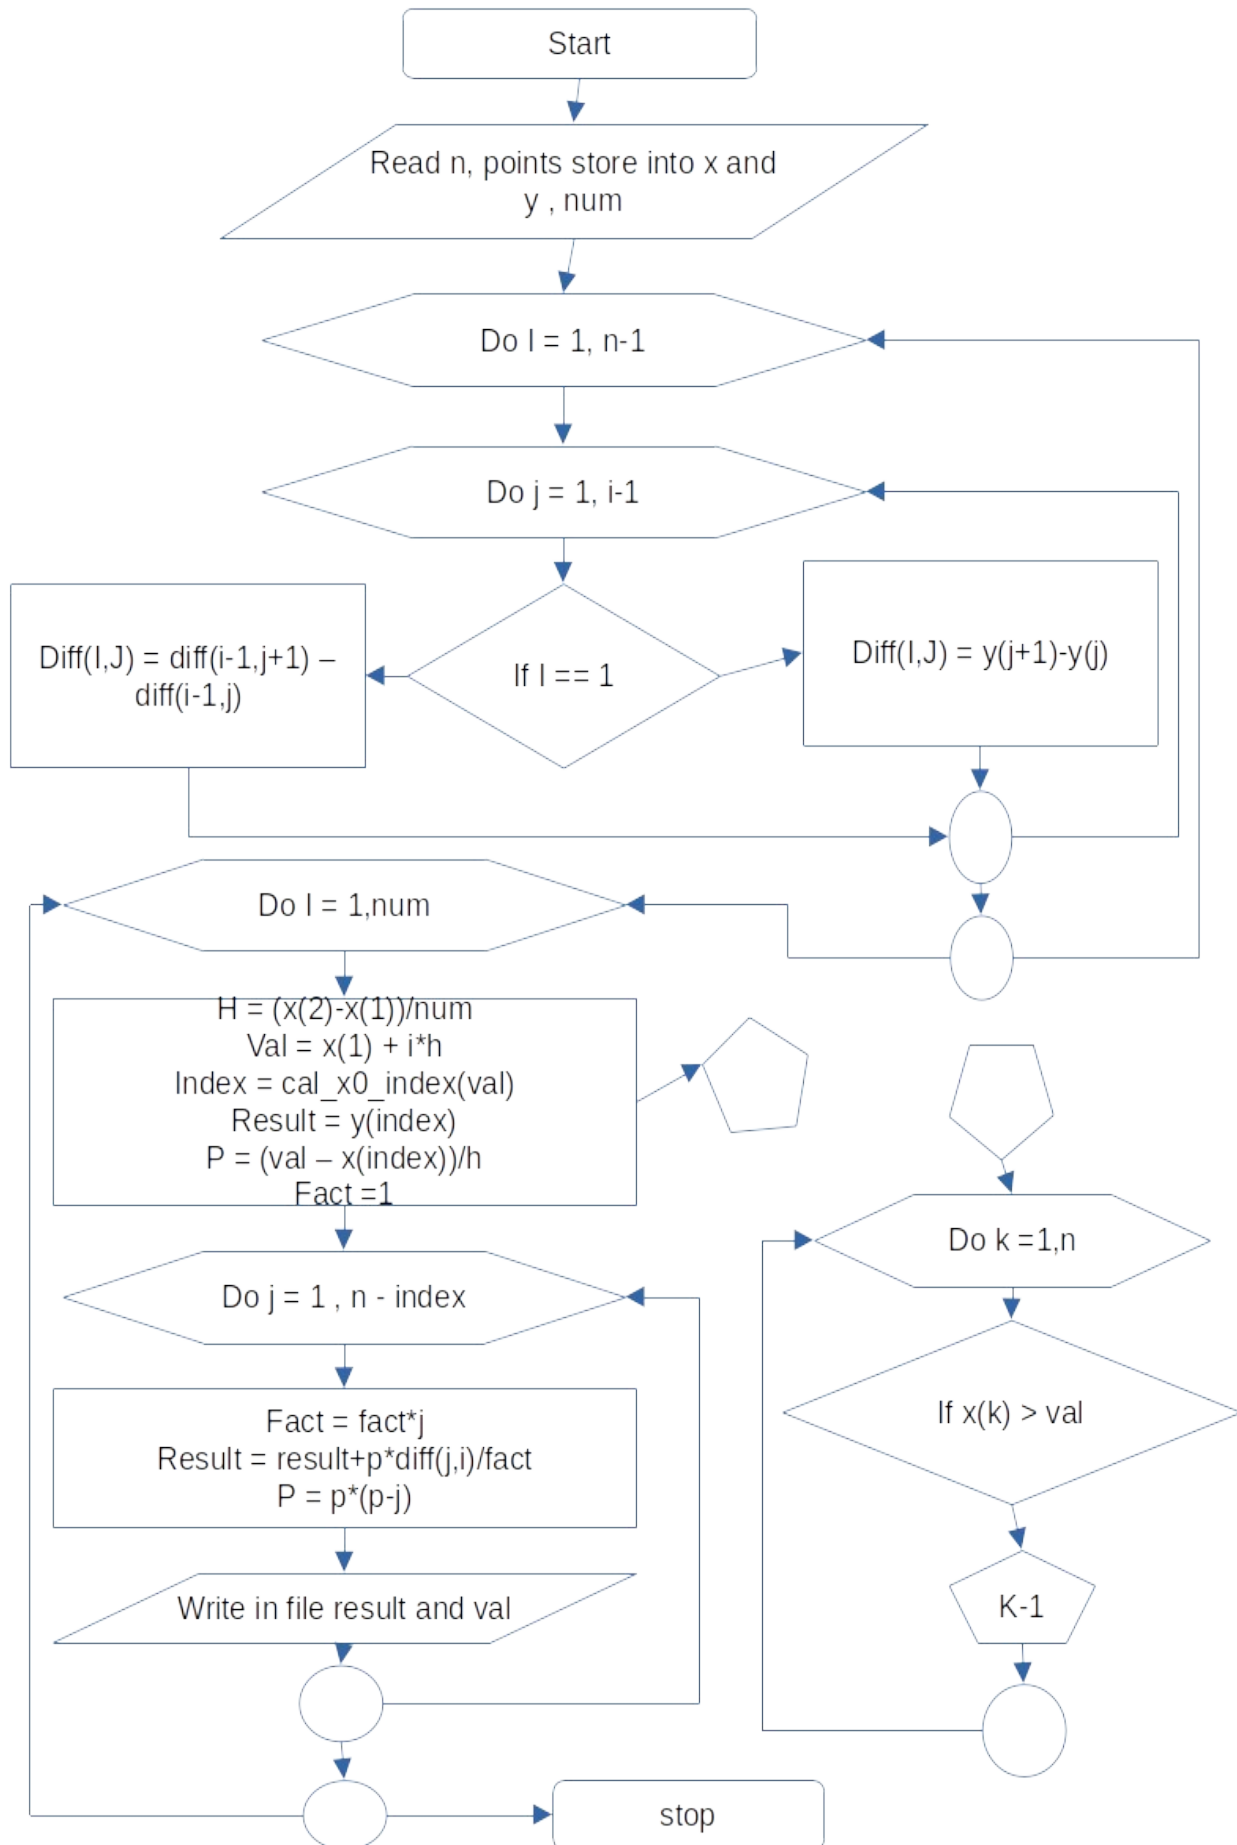 Start
Read n, points store into x and
y , num
Do I = 1, n-1
Do j = 1, i-1
Diff(I,J) = diff(i-1,j+1) –
diff(i-1,j)
If I == 1
Diff(I,J) = y(j+1)-y(j)
Do I = 1,num
H = (x(2)-x(1))/num
Val = x(1) + i*h
Index = cal_x0_index(val)
Result = y(index)
P = (val – x(index))/h
Fact =1
Do j = 1 , n - index
Fact = fact*j
Result = result+p*diff(j,i)/fact
P = p*(p-j)
Write in file result and val
Do k =1,n
If x(k) > val
K-1
stop